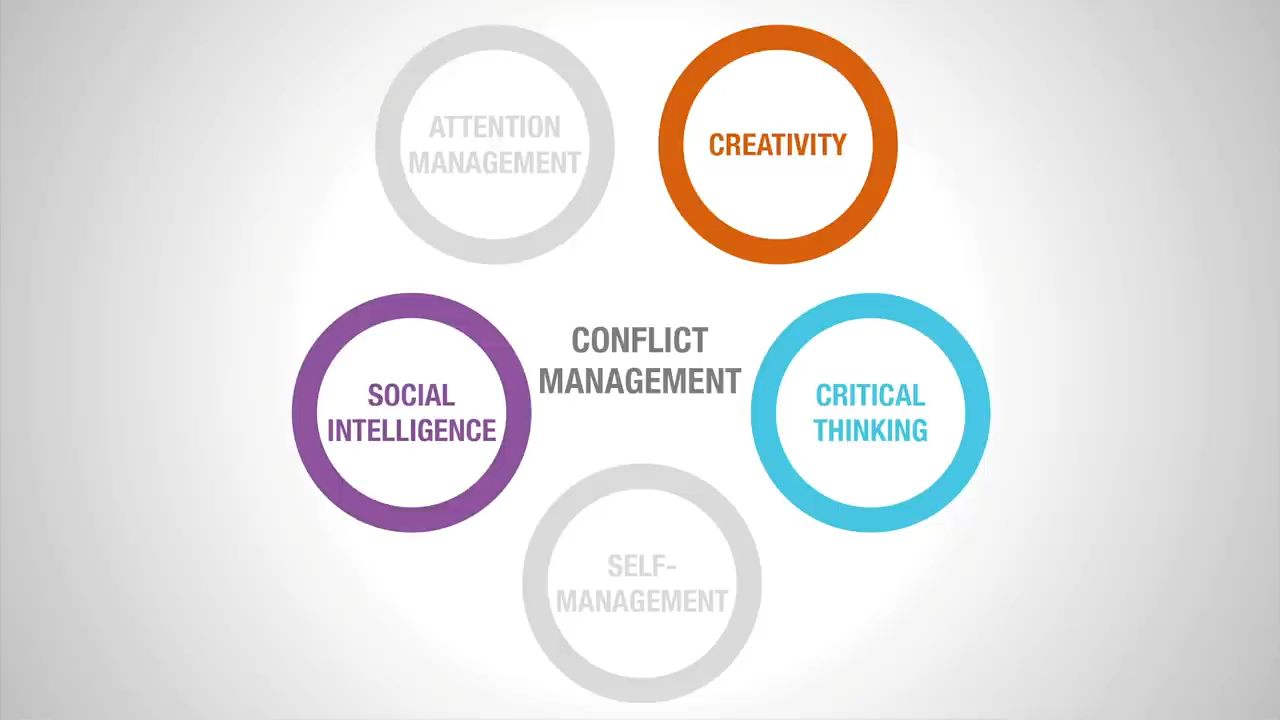 ATTENTION
MANAGEMENT
CREATIVITY
CONFLICT
MANAGEMENT
SOCIAL
INTELLIGENCE
CRITICAL
THINKING
SELF-
MANAGEMENT